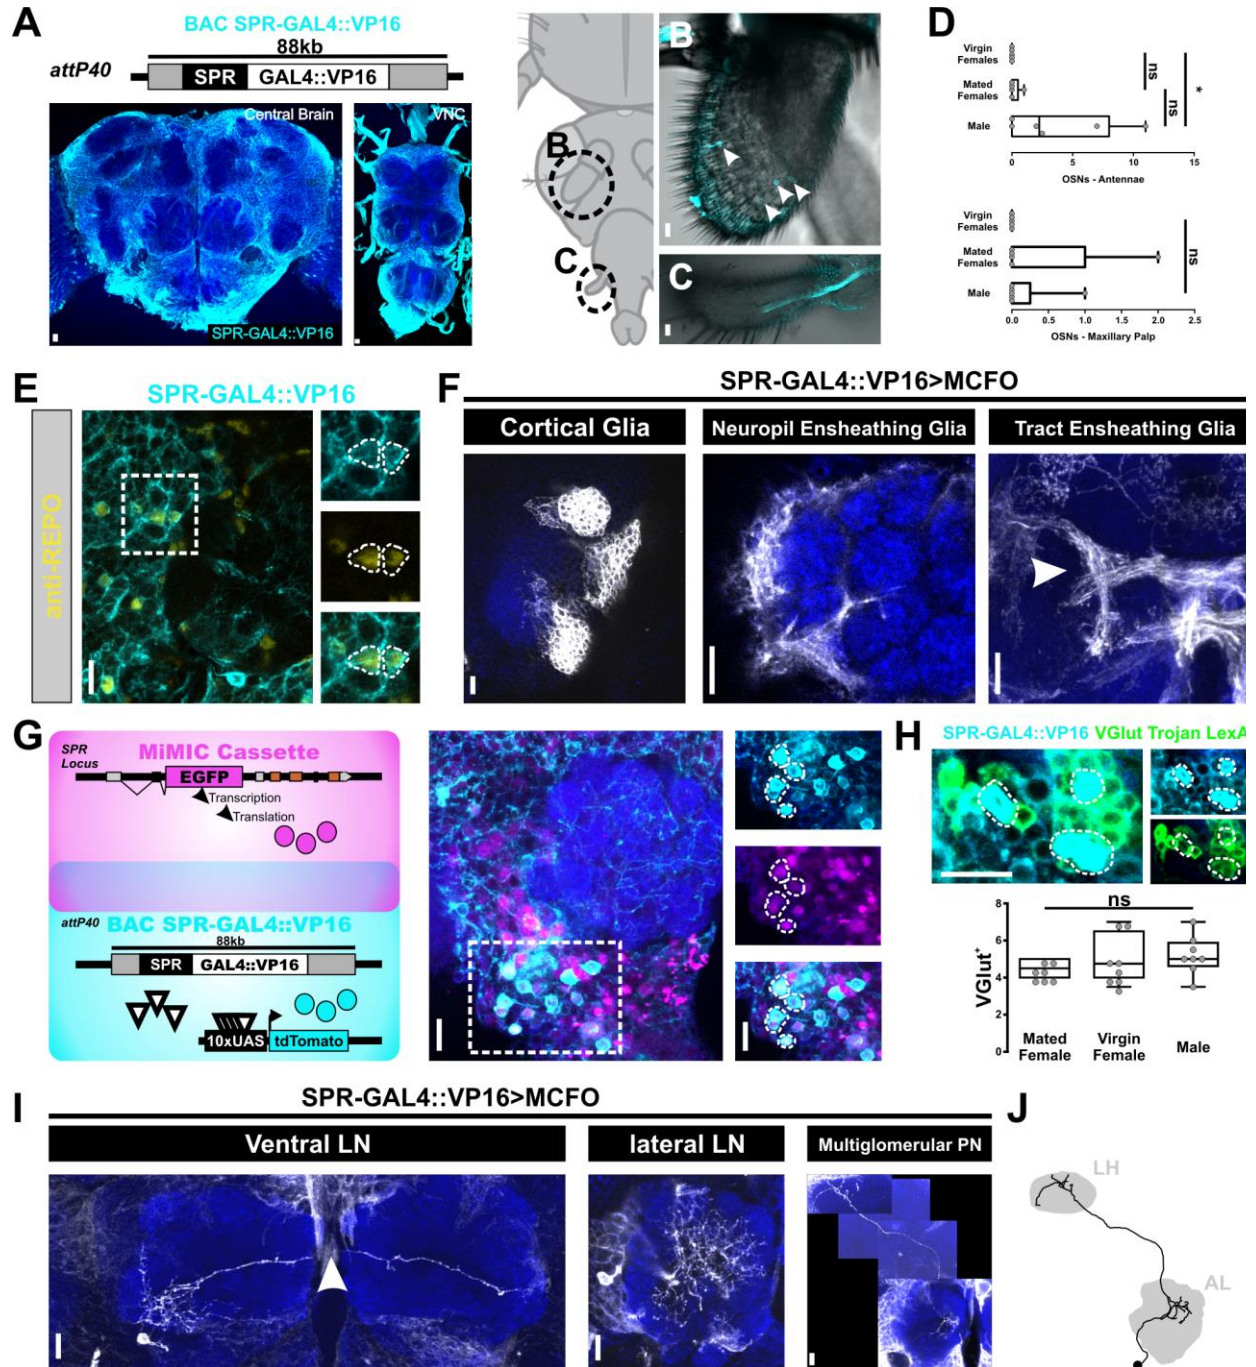 A
BAC SPR-GAL4::VP16
88kb
attP40
SPR
GAL4::VP16
Central Brain
SPR-GAL4::VP16
VNC
B
C
B
C
D
Virgin
Females
Mated
Females
Male
ns
ns
*
0
5
10
15
OSNs - Antennae
Virgin
Females
Mated
Females
Male
ns
0.0
0.5
1.0
1.5
2.0
2.5
OSNs - Maxillary Palp
E
SPR-GAL4::VP16
anti-REPO
F
SPR-GAL4::VP16>MCFO
Cortical Glia
Neuropil Ensheathing Glia
Tract Ensheathing Glia
G
SPR
Locus
MiMIC Cassette
EGFP
Transcription
Translation
attP40
BAC SPR-GAL4::VP16
88kb
SPR
GAL4::VP16
10xUAS
tdTomato
H
SPR-GAL4::VP16 VGlut Trojan LexA
ns
VGlut+
8
6
4
2
0
Mated
Female
Virgin
Female
Male
I
SPR-GAL4::VP16>MCFO
Ventral LN
lateral LN
Multiglomerular PN
J
LH
AL